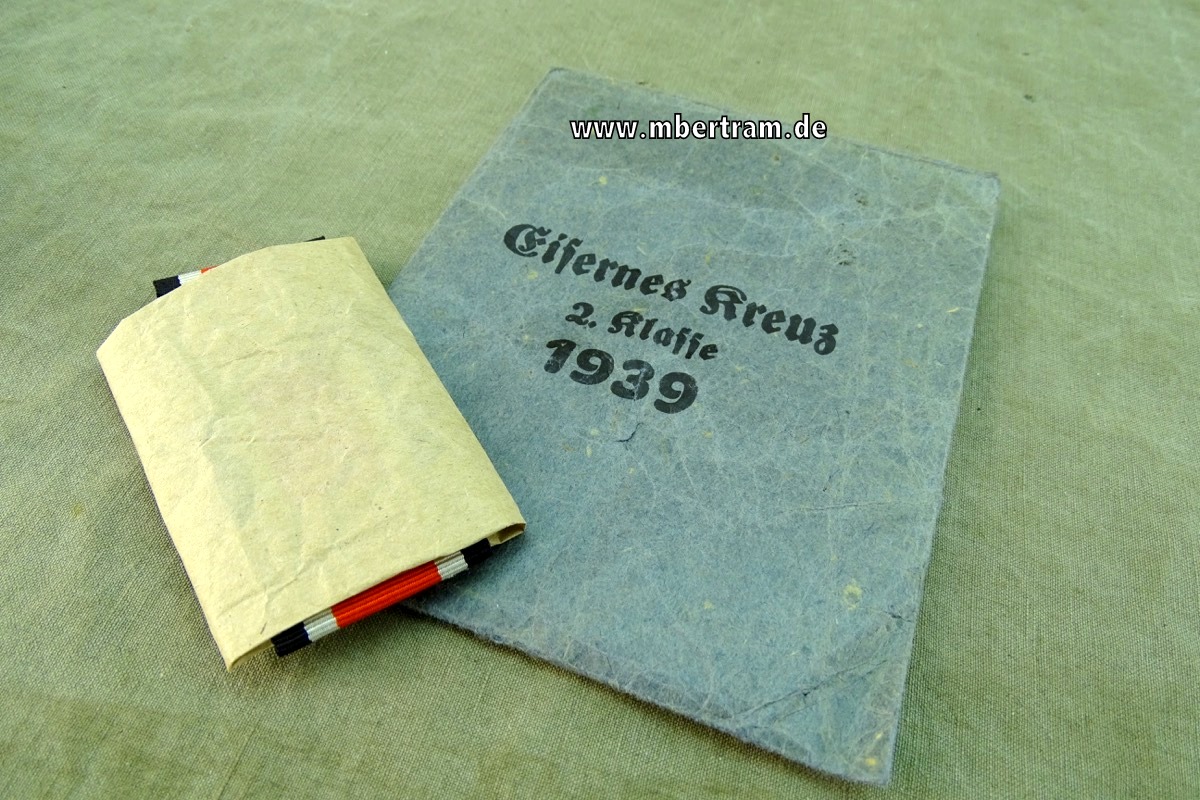 www.mbertram.de
Eisernes Kreuz
2. Klasse
1939